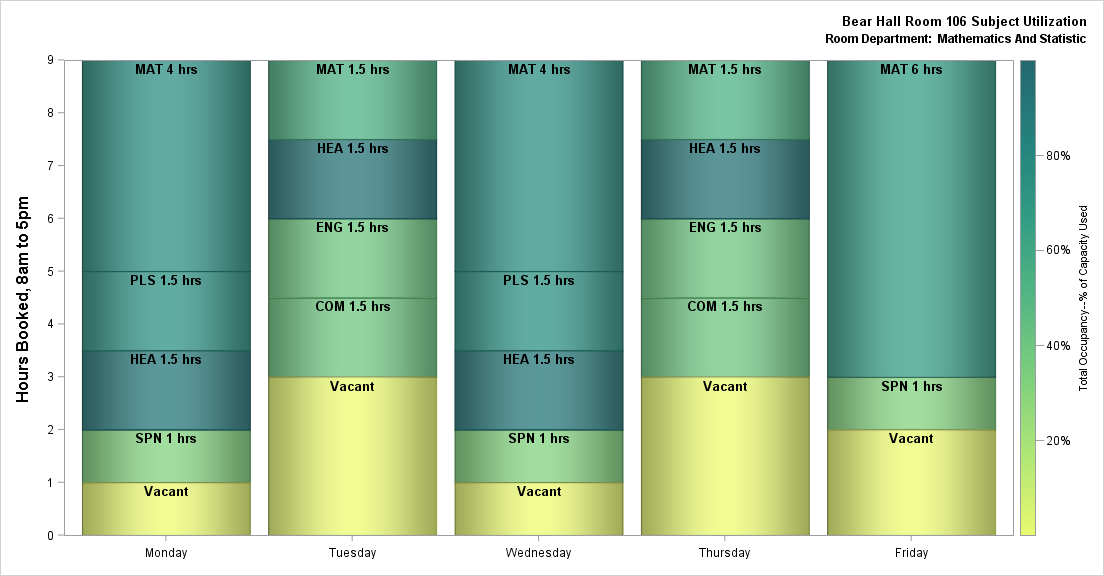 Bear Hall Room 106 Subject Utilization
Room Department: Mathematics And Statistic
Hours Booked, 8am to 5pm
9
8
7
6
5
4
3
2
1
0
MAT 4 hrs
PLS 1.5 hrs
HEA 1.5 hrs
SPN 1 hrs
Vacant
Monday
MAT 1.5 hrs
HEA 1.5 hrs
ENG 1.5 hrs
COM 1.5 hrs
Vacant
Tuesday
MAT 4 hrs
PLS 1.5 hrs
HEA 1.5 hrs
SPN 1 hrs
Vacant
Wednesday
MAT 1.5 hrs
HEA 1.5 hrs
ENG 1.5 hrs
COM 1.5 hrs
Vacant
Thursday
MAT 6 hrs
SPN 1 hrs
Vacant
Friday
80%
60%
40%
20%
Total Occupancy--% of Capacity Used